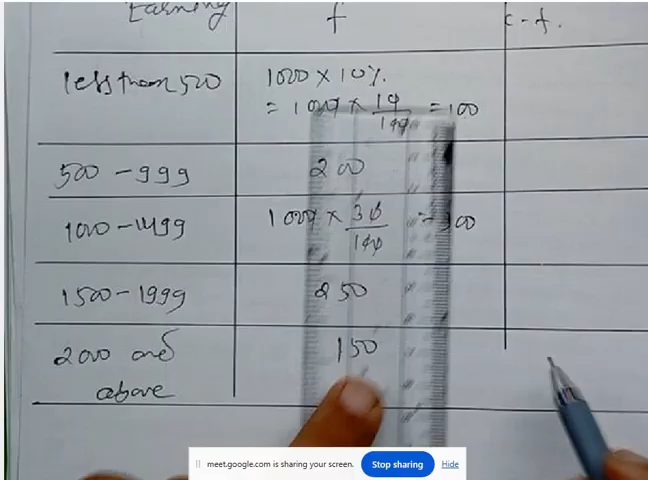 Earning f c-f.
less than 500 1000 × 10%.
= 1000 × 10/100 = 100
500 - 999 200
1000 - 1499 1000 × 30/100 = 300
1500 - 1999 250
2000 and 150
above
meet.google.com is sharing your screen. Stop sharing Hide